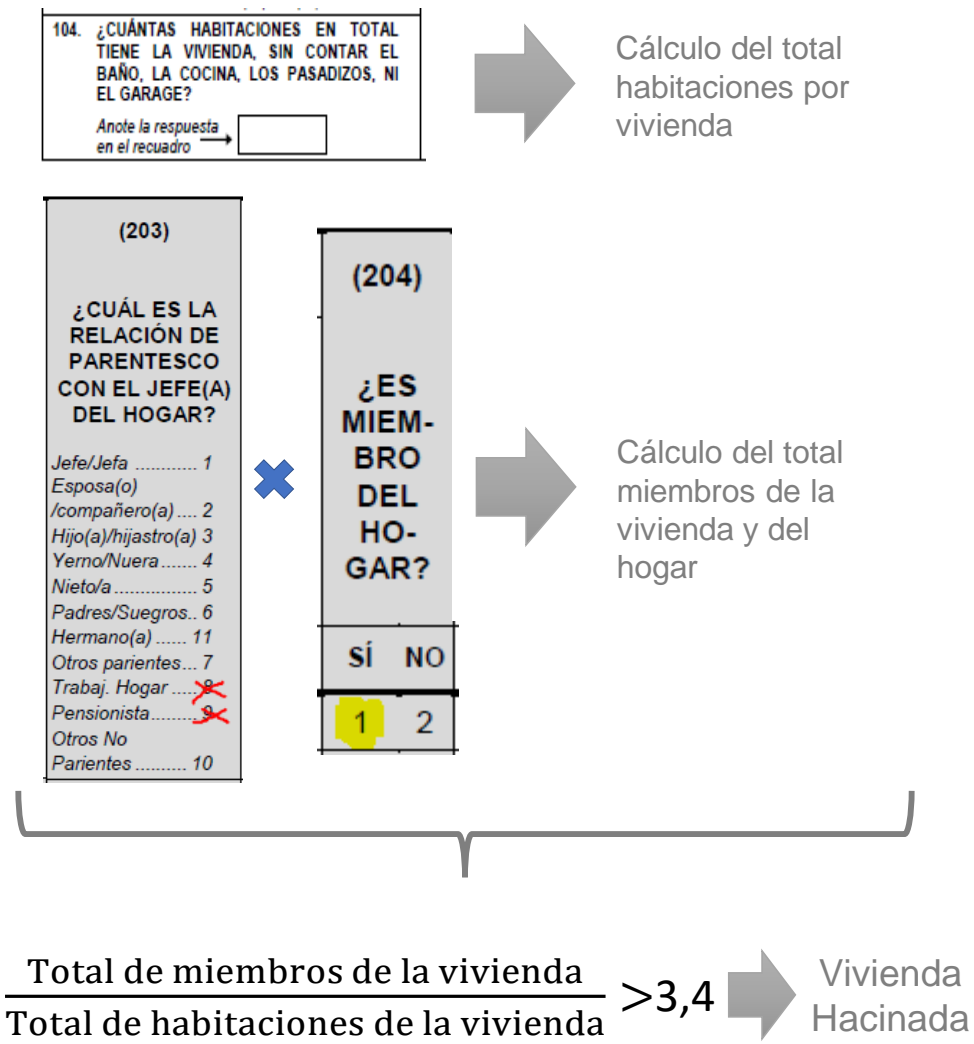 104. ¿CUÁNTAS HABITACIONES EN TOTAL
TIENE LA VIVIENDA, SIN CONTAR EL
BAÑO, LA COCINA, LOS PASADIZOS, NI
EL GARAGE?
Anote la respuesta
en el recuadro
Cálculo del total
habitaciones por
vivienda
(203)
¿CUÁL ES LA
RELACIÓN DE
PARENTESCO
CON EL JEFE(A)
DEL HOGAR?
Jefe/Jefa ............ 1
Esposa(o)
/compañero(a) .... 2
Hijo(a)/hijastro(a) 3
Yerno/Nuera ....... 4
Nieto/a ................ 5
Padres/Suegros.. 6
Hermano(a) ...... 11
Otros parientes... 7
Trabaj. Hogar ..... 8
Pensionista......... 9
Otros No
Parientes .......... 10
(204)
¿ES
MIEM-
BRO
DEL
HO-
GAR?
SÍ NO
1 2
Cálculo del total
miembros de la
vivienda y del
hogar
Total de miembros de la vivienda
Total de habitaciones de la vivienda
>3,4
Vivienda
Hacinada